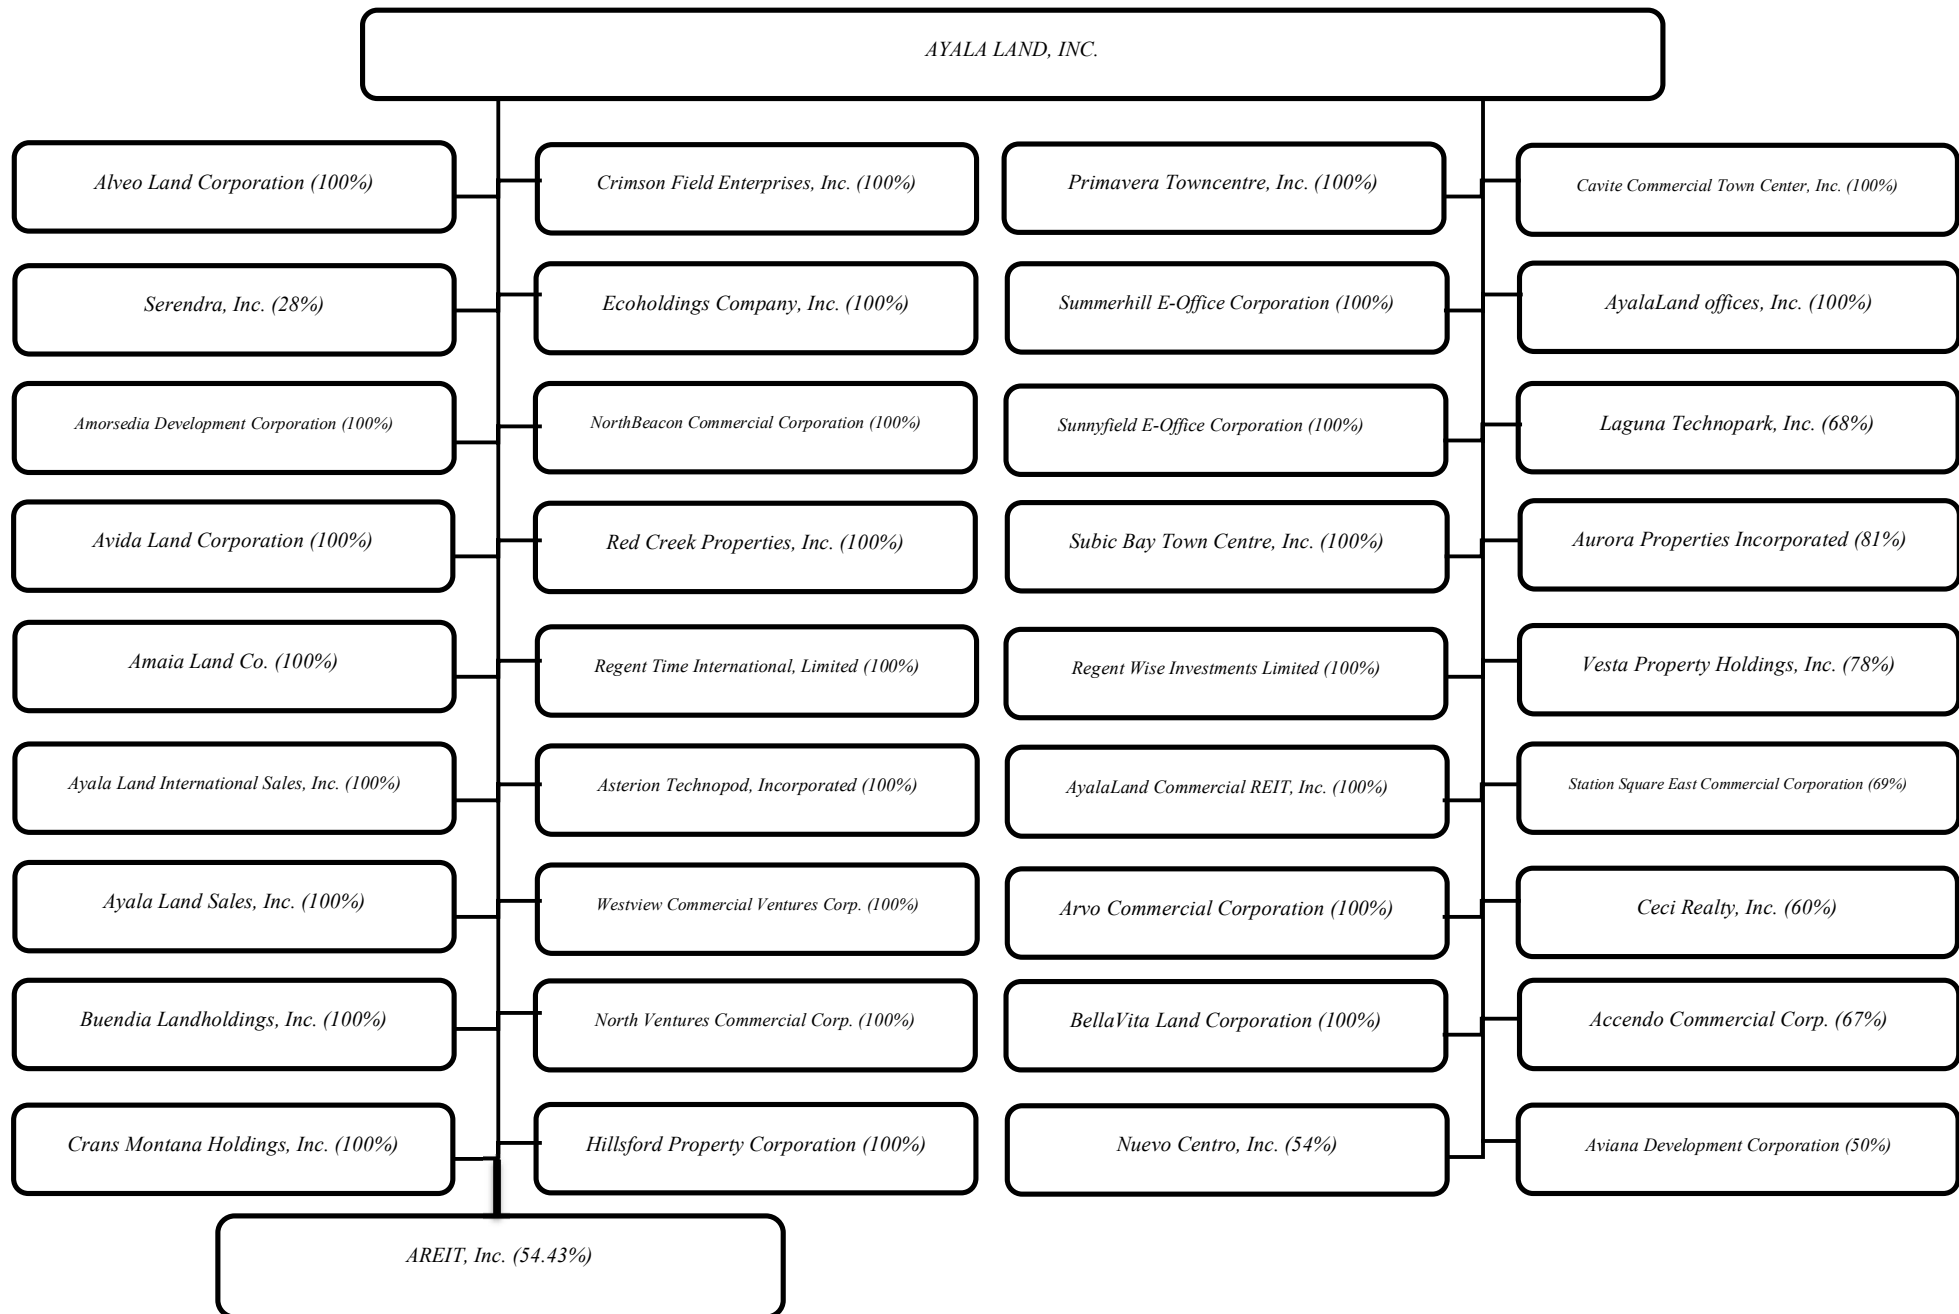 AYALA LAND, INC.
Alveo Land Corporation (100%)
Crimson Field Enterprises, Inc. (100%)
Primavera Towncentre, Inc. (100%)
Cavite Commercial Town Center, Inc. (100%)
Serendra, Inc. (28%)
Ecoholdings Company, Inc. (100%)
Summerhill E-Office Corporation (100%)
AyalaLand offices, Inc. (100%)
Amorsedia Development Corporation (100%)
NorthBeacon Commercial Corporation (100%)
Sunnyfield E-Office Corporation (100%)
Laguna Technopark, Inc. (68%)
Avida Land Corporation (100%)
Red Creek Properties, Inc. (100%)
Subic Bay Town Centre, Inc. (100%)
Aurora Properties Incorporated (81%)
Amaia Land Co. (100%)
Regent Time International, Limited (100%)
Regent Wise Investments Limited (100%)
Vesta Property Holdings, Inc. (78%)
Ayala Land International Sales, Inc. (100%)
Asterion Technopod, Incorporated (100%)
AyalaLand Commercial REIT, Inc. (100%)
Station Square East Commercial Corporation (69%)
Ayala Land Sales, Inc. (100%)
Westview Commercial Ventures Corp. (100%)
Arvo Commercial Corporation (100%)
Ceci Realty, Inc. (60%)
Buendia Landholdings, Inc. (100%)
North Ventures Commercial Corp. (100%)
BellaVita Land Corporation (100%)
Accendo Commercial Corp. (67%)
Crans Montana Holdings, Inc. (100%)
Hillsford Property Corporation (100%)
Nuevo Centro, Inc. (54%)
Aviana Development Corporation (50%)
AREIT, Inc. (54.43%)